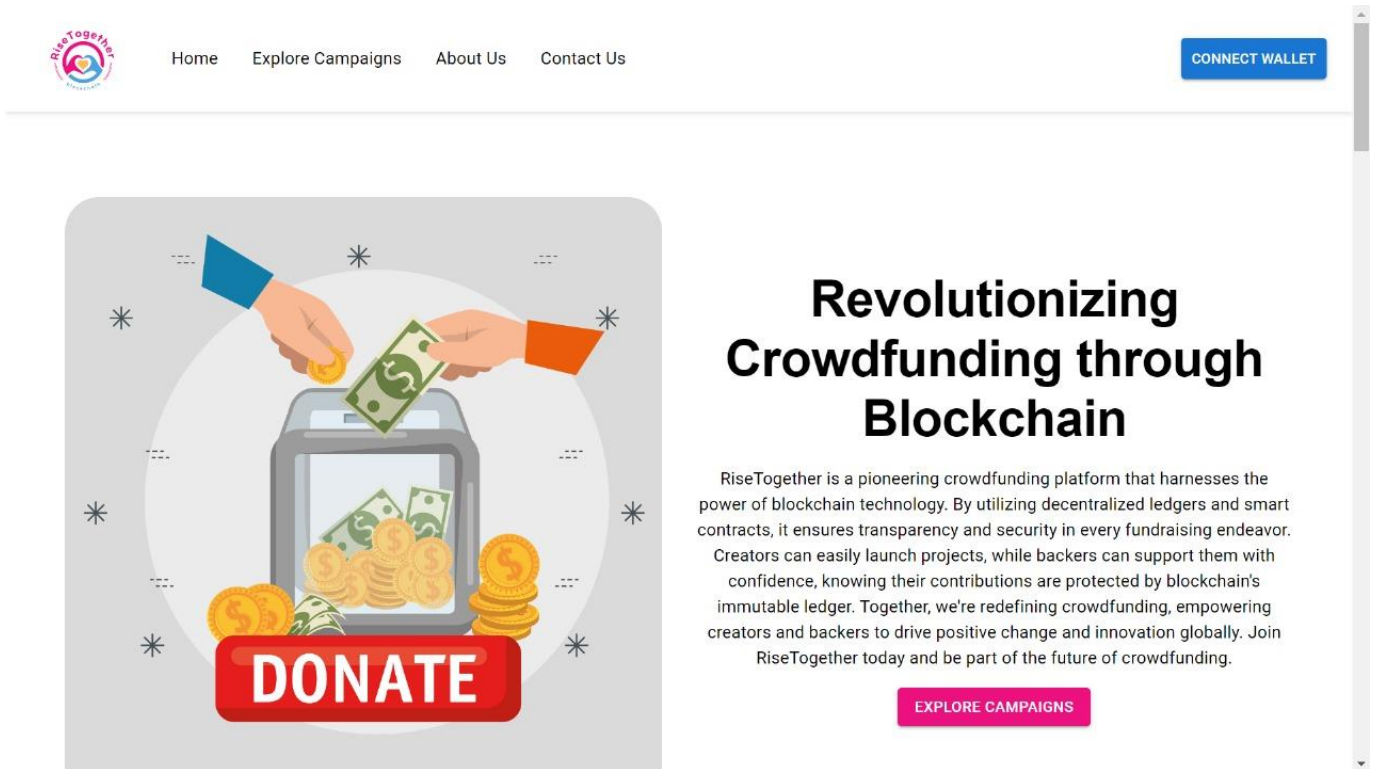 RiseTogether
blockchain
Home
Explore Campaigns
About Us
Contact Us
CONNECT WALLET
Revolutionizing
Crowdfunding through
Blockchain
RiseTogether is a pioneering crowdfunding platform that harnesses the
power of blockchain technology. By utilizing decentralized ledgers and smart
contracts, it ensures transparency and security in every fundraising endeavor.
Creators can easily launch projects, while backers can support them with
confidence, knowing their contributions are protected by blockchain's
immutable ledger. Together, we're redefining crowdfunding, empowering
creators and backers to drive positive change and innovation globally. Join
RiseTogether today and be part of the future of crowdfunding.
EXPLORE CAMPAIGNS
DONATE